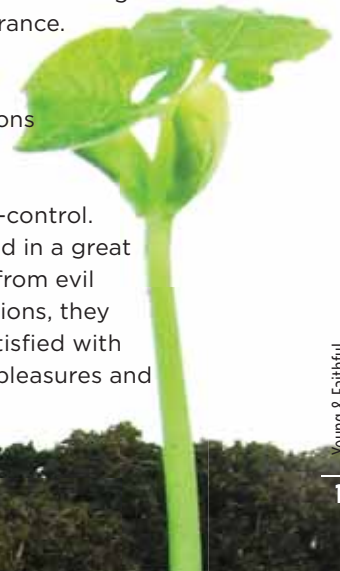 rance.
ons
-control.
d in a great
from evil
ions, they
tisfied with
pleasures and
Young & Faithful
1